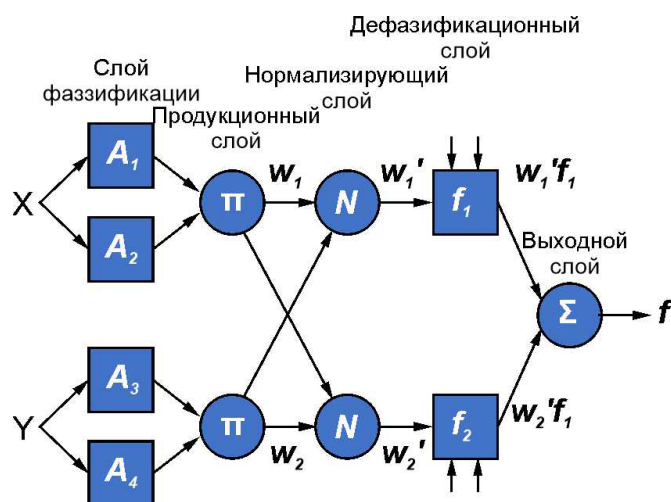 Дефазификационный
слой
Слой
фаззификации
Нормализирующий
слой
Продукционный
слой
X
A1
A2
π
w1
N
w1'
f1
w1'f1
Выходной
слой
Σ
f
Y
A3
A4
π
w2
N
w2'
f2
w2'f1